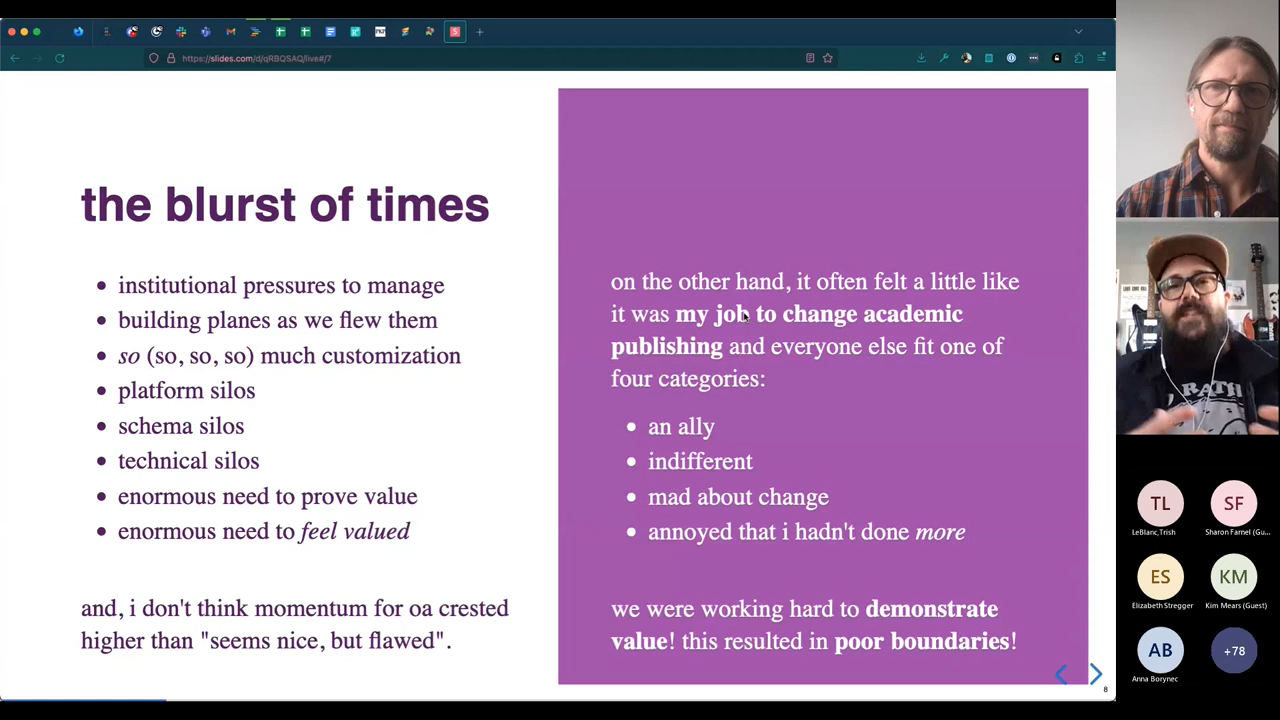 https://slides.com/d/qRBQSAQ/live#/7
the blurst of times
institutional pressures to manage
building planes as we flew them
so (so, so, so) much customization
platform silos
schema silos
technical silos
enormous need to prove value
enormous need to feel valued
and, i don't think momentum for oa crested
higher than "seems nice, but flawed".
on the other hand, it often felt a little like
it was my job to change academic
publishing and everyone else fit one of
four categories:
an ally
indifferent
mad about change
annoyed that i hadn't done more
we were working hard to demonstrate
value! this resulted in poor boundaries!
8
TL
LeBlanc,Trish
SF
Sharon Farnel (Gu...
ES
Elizabeth Stregger
KM
Kim Mears (Guest)
AB
Anna Borynec
+78